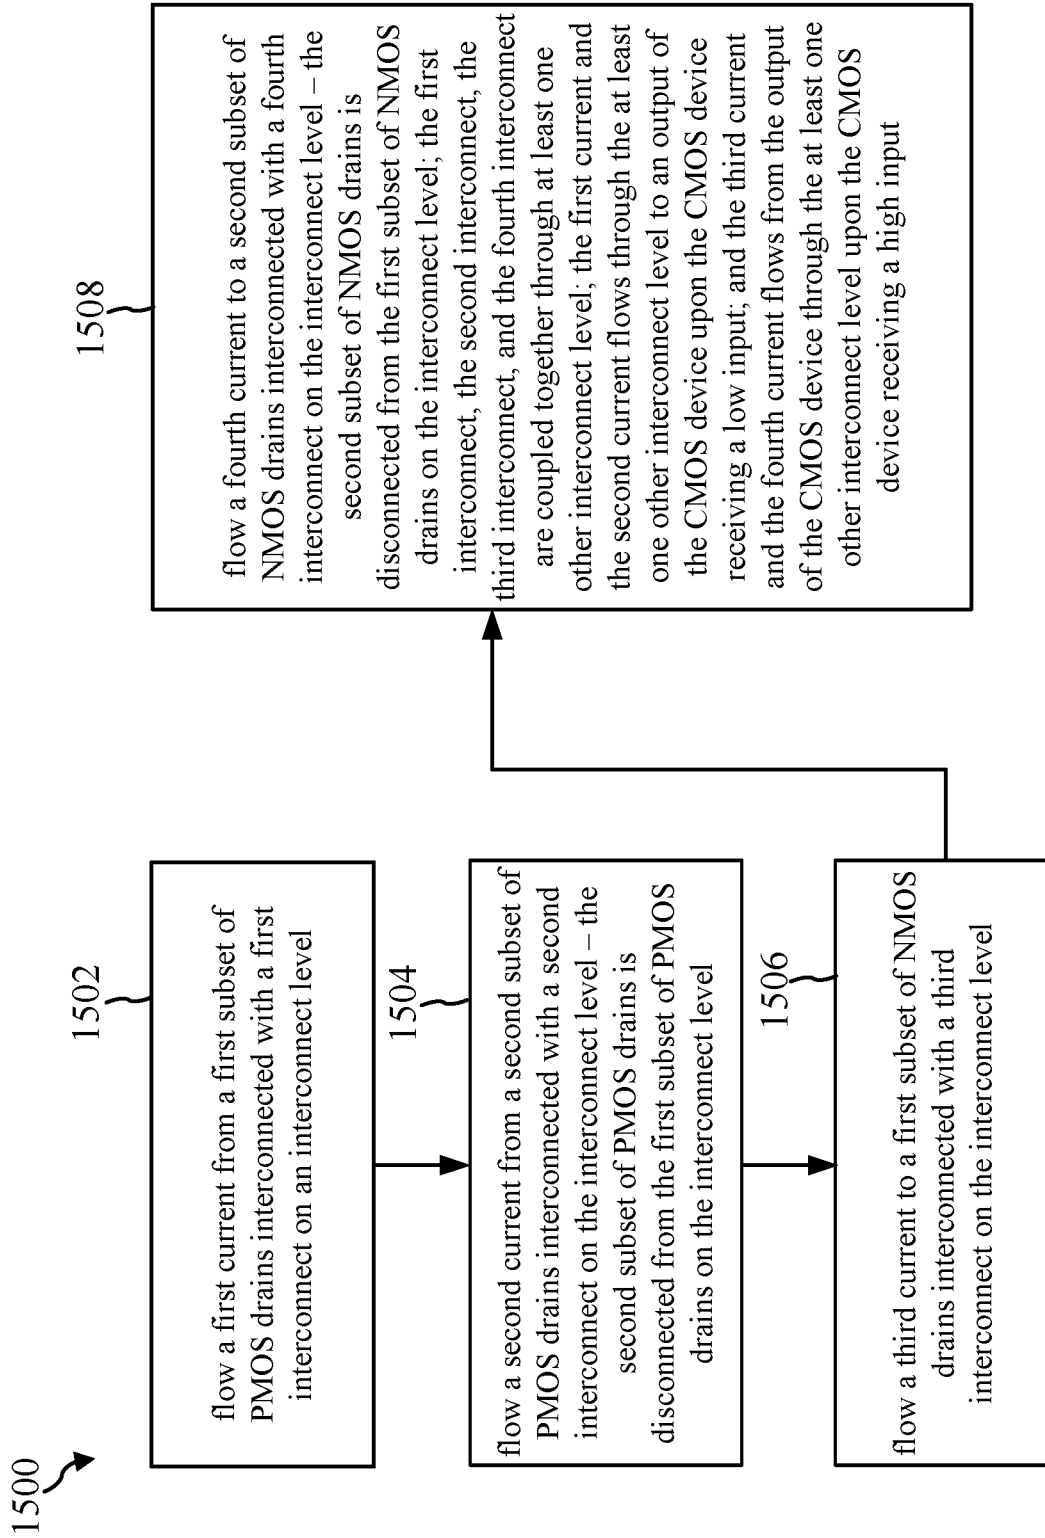 1500
1502
flow a first current from a first subset of
PMOS drains interconnected with a first
interconnect on an interconnect level
1504
flow a second current from a second subset of
PMOS drains interconnected with a second
interconnect on the interconnect level – the
second subset of PMOS drains is
disconnected from the first subset of PMOS
drains on the interconnect level
1506
flow a third current to a first subset of NMOS
drains interconnected with a third
interconnect on the interconnect level
1508
flow a fourth current to a second subset of
NMOS drains interconnected with a fourth
interconnect on the interconnect level – the
second subset of NMOS drains is
disconnected from the first subset of NMOS
drains on the interconnect level; the first
interconnect, the second interconnect, the
third interconnect, and the fourth interconnect
are coupled together through at least one
other interconnect level; the first current and
the second current flows through the at least
one other interconnect level to an output of
the CMOS device upon the CMOS device
receiving a low input; and the third current
and the fourth current flows from the output
of the CMOS device through the at least one
other interconnect level upon the CMOS
device receiving a high input